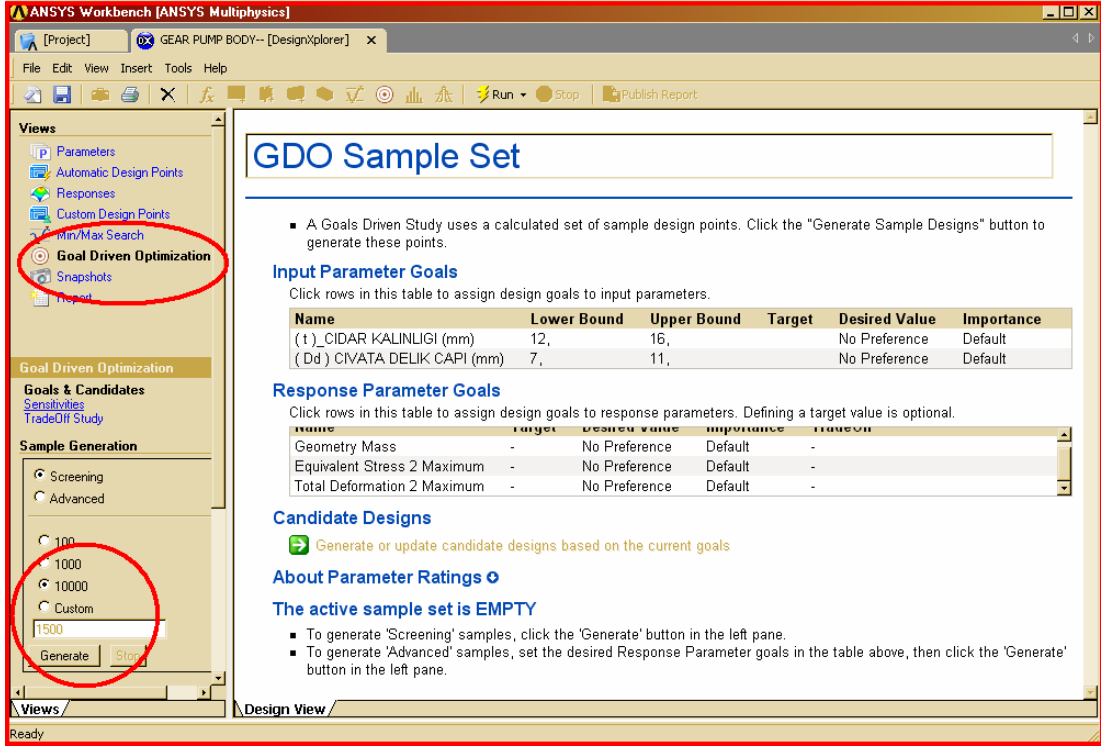 ANSYS Workbench [ANSYS Multiphysics]
[Project]
DX GEAR PUMP BODY-- [DesignXplorer] ×
File Edit View Insert Tools Help
Run
Stop
Publish Report
Views
P Parameters
Automatic Design Points
Responses
Custom Design Points
Min/Max Search
Goal Driven Optimization
Snapshots
Report
Goal Driven Optimization
Goals & Candidates
Sensitivities
TradeOff Study
Sample Generation
Screening
Advanced
100
1000
10000
Custom
1500
Generate Stop
Views
GDO Sample Set
A Goals Driven Study uses a calculated set of sample design points. Click the "Generate Sample Designs" button to
generate these points.
Input Parameter Goals
Click rows in this table to assign design goals to input parameters.
Name Lower Bound Upper Bound Target Desired Value Importance
( t )_CIDAR KALINLIGI (mm) 12, 16, No Preference Default
( Dd ) CIVATA DELIK CAPI (mm) 7, 11, No Preference Default
Response Parameter Goals
Click rows in this table to assign design goals to response parameters. Defining a target value is optional.
Name Target Desired Value Importance TradeOff
Geometry Mass - No Preference Default -
Equivalent Stress 2 Maximum - No Preference Default -
Total Deformation 2 Maximum - No Preference Default -
Candidate Designs
Generate or update candidate designs based on the current goals
About Parameter Ratings
The active sample set is EMPTY
To generate 'Screening' samples, click the 'Generate' button in the left pane.
To generate 'Advanced' samples, set the desired Response Parameter goals in the table above, then click the 'Generate'
button in the left pane.
Design View
Ready